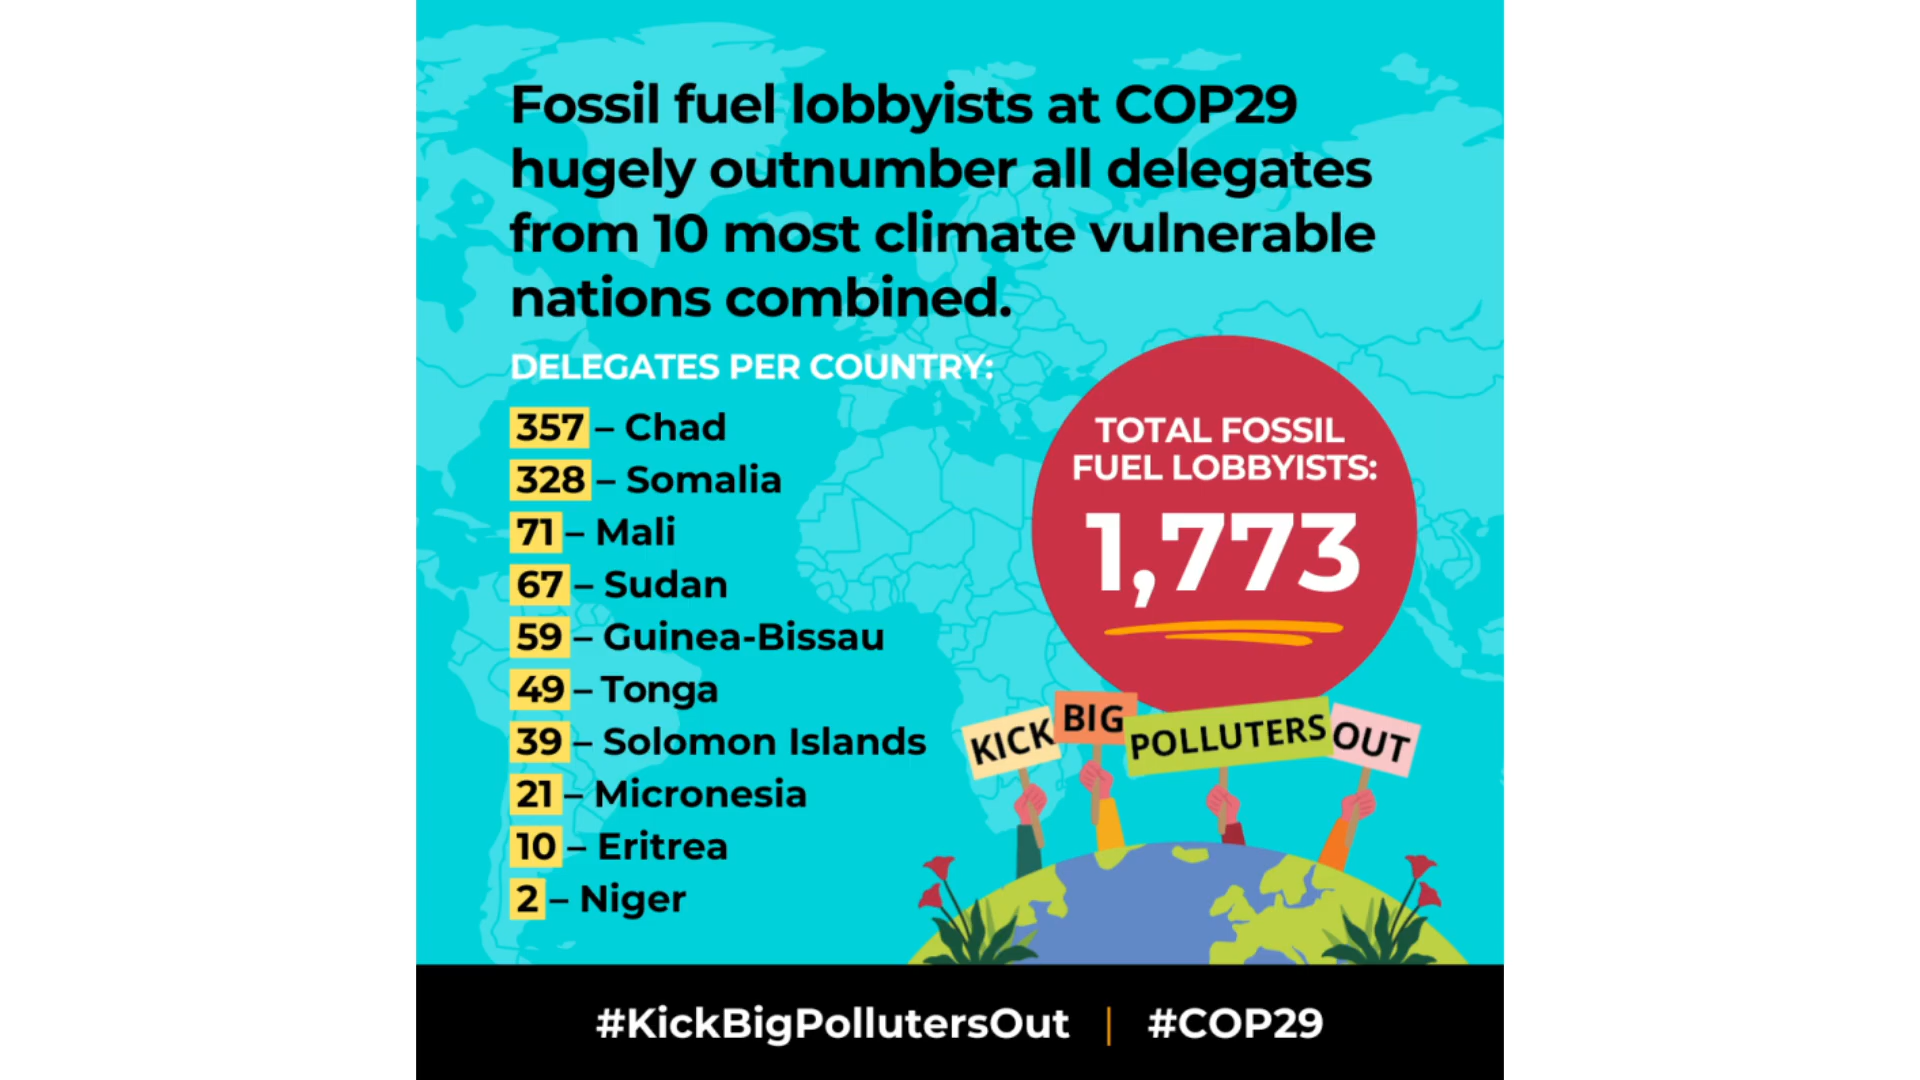 Fossil fuel lobbyists at COP29
hugely outnumber all delegates
from 10 most climate vulnerable
nations combined.
DELEGATES PER COUNTRY:
357 – Chad
328 – Somalia
71 – Mali
67 – Sudan
59 – Guinea-Bissau
49 – Tonga
39 – Solomon Islands
21 – Micronesia
10 – Eritrea
2 – Niger
TOTAL FOSSIL
FUEL LOBBYISTS:
1,773
KICK BIG POLLUTERS OUT
#KickBigPollutersOut | #COP29